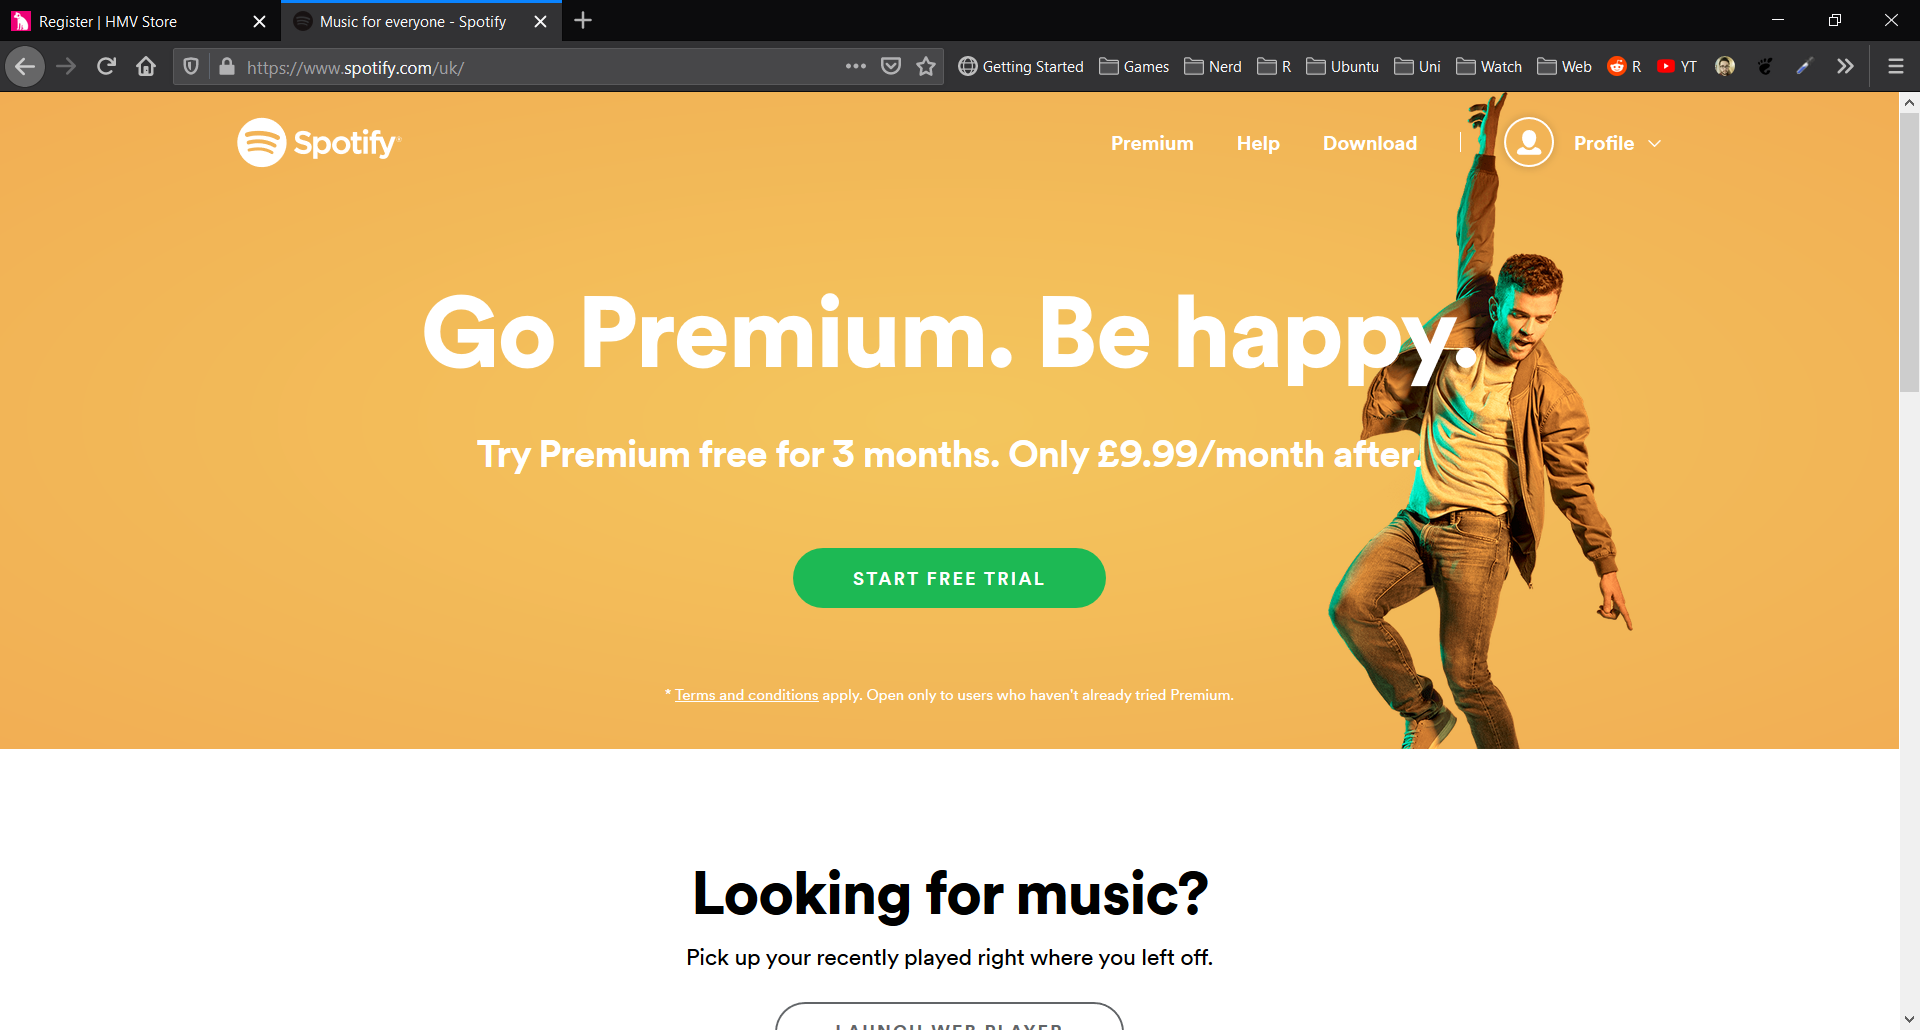 Register | HMV Store
Music for everyone - Spotify
https://www.spotify.com/uk/
Getting Started
Games
Nerd
R
Ubuntu
Uni
Watch
Web
R
YT
Spotify
Premium
Help
Download
Profile
Go Premium. Be happy.
Try Premium free for 3 months. Only £9.99/month after.
START FREE TRIAL
* Terms and conditions apply. Open only to users who haven't already tried Premium.
Looking for music?
Pick up your recently played right where you left off.
LAUNCH WEB PLAYER